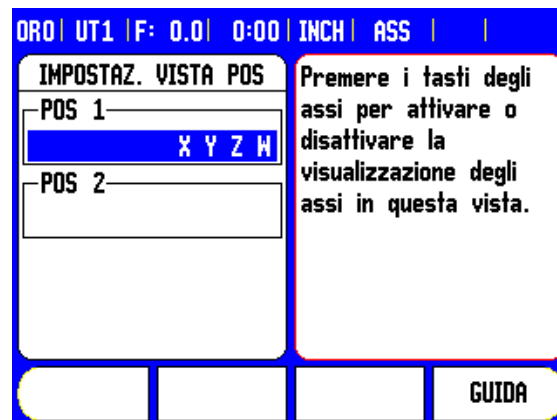 ORO| UT1 |F: 0.0| 0:00| INCH| ASS | |
IMPOSTAZ. VISTA POS
POS 1
X Y Z W
POS 2
Premere i tasti degli
assi per attivare o
disattivare la
visualizzazione degli
assi in questa vista.
GUIDA